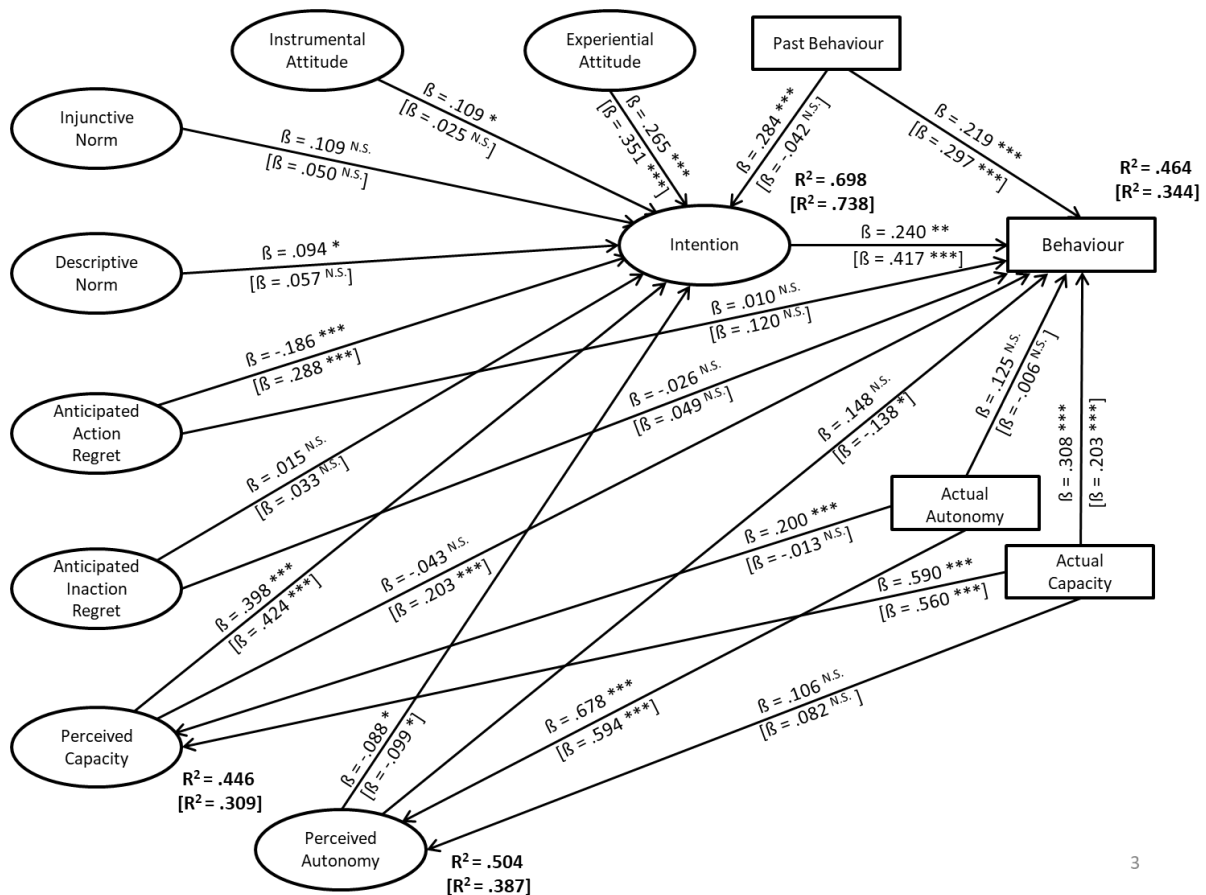 Instrumental
Attitude
Experiential
Attitude
Past Behaviour
Injunctive
Norm
ß = .109 *
[ß = .025 N.S.]
ß = .265 ***
[ß = .351 ***]
ß = .284 ***
[ß = -.042 N.S.]
ß = .219 ***
[ß = .297 ***]
ß = .109 N.S.
[ß = .050 N.S.]
R² = .698
[R² = .738]
R² = .464
[R² = .344]
Descriptive
Norm
ß = .094 *
[ß = .057 N.S.]
Intention
ß = .240 **
[ß = .417 ***]
Behaviour
ß = -.186 ***
[ß = .288 ***]
ß = .010 N.S.
[ß = .120 N.S.]
Anticipated
Action
Regret
ß = -.026 N.S.
[ß = .049 N.S.]
ß = .148 N.S.
[ß = -.138 *]
ß = .125 N.S.
[ß = -.006 N.S.]
ß = .308 ***
[ß = .203 ***]
ß = .015 N.S.
[ß = .033 N.S.]
Actual
Autonomy
Anticipated
Inaction
Regret
ß = .398 ***
[ß = .424 ***]
ß = -.043 N.S.
[ß = .203 ***]
ß = .200 ***
[ß = -.013 N.S.]
ß = .590 ***
[ß = .560 ***]
Actual
Capacity
Perceived
Capacity
R² = .446
[R² = .309]
ß = -.088 *
[ß = -.099 *]
ß = .678 ***
[ß = .594 ***]
ß = .106 N.S.
[ß = .082 N.S.]
Perceived
Autonomy
R² = .504
[R² = .387]
3